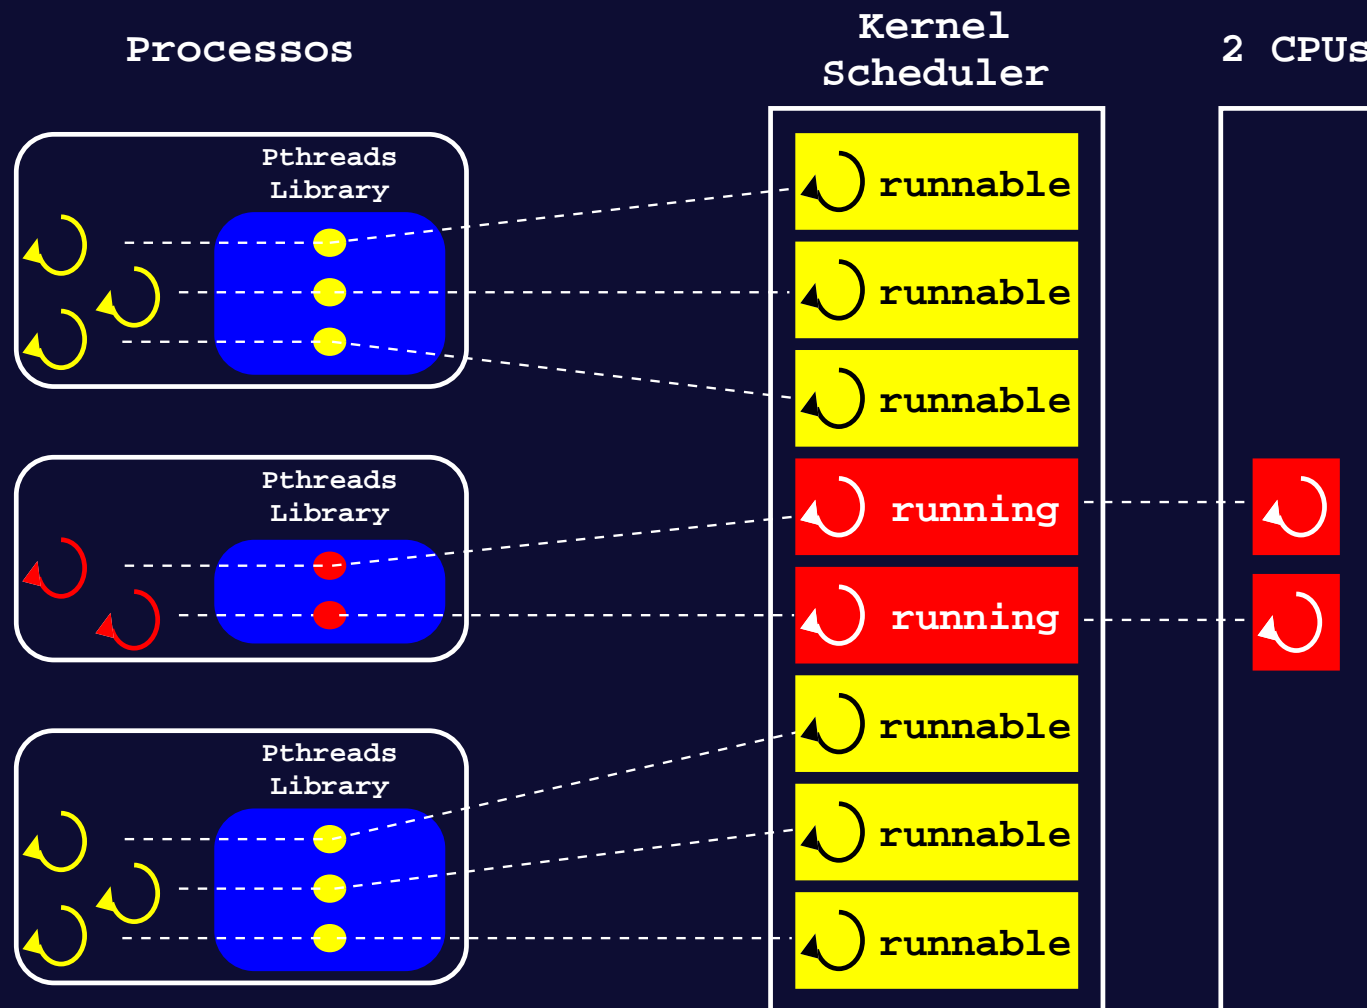 Processos
Kernel
Scheduler
2 CPUs
Pthreads
Library
runnable
runnable
runnable
Pthreads
Library
running
running
Pthreads
Library
runnable
runnable
runnable